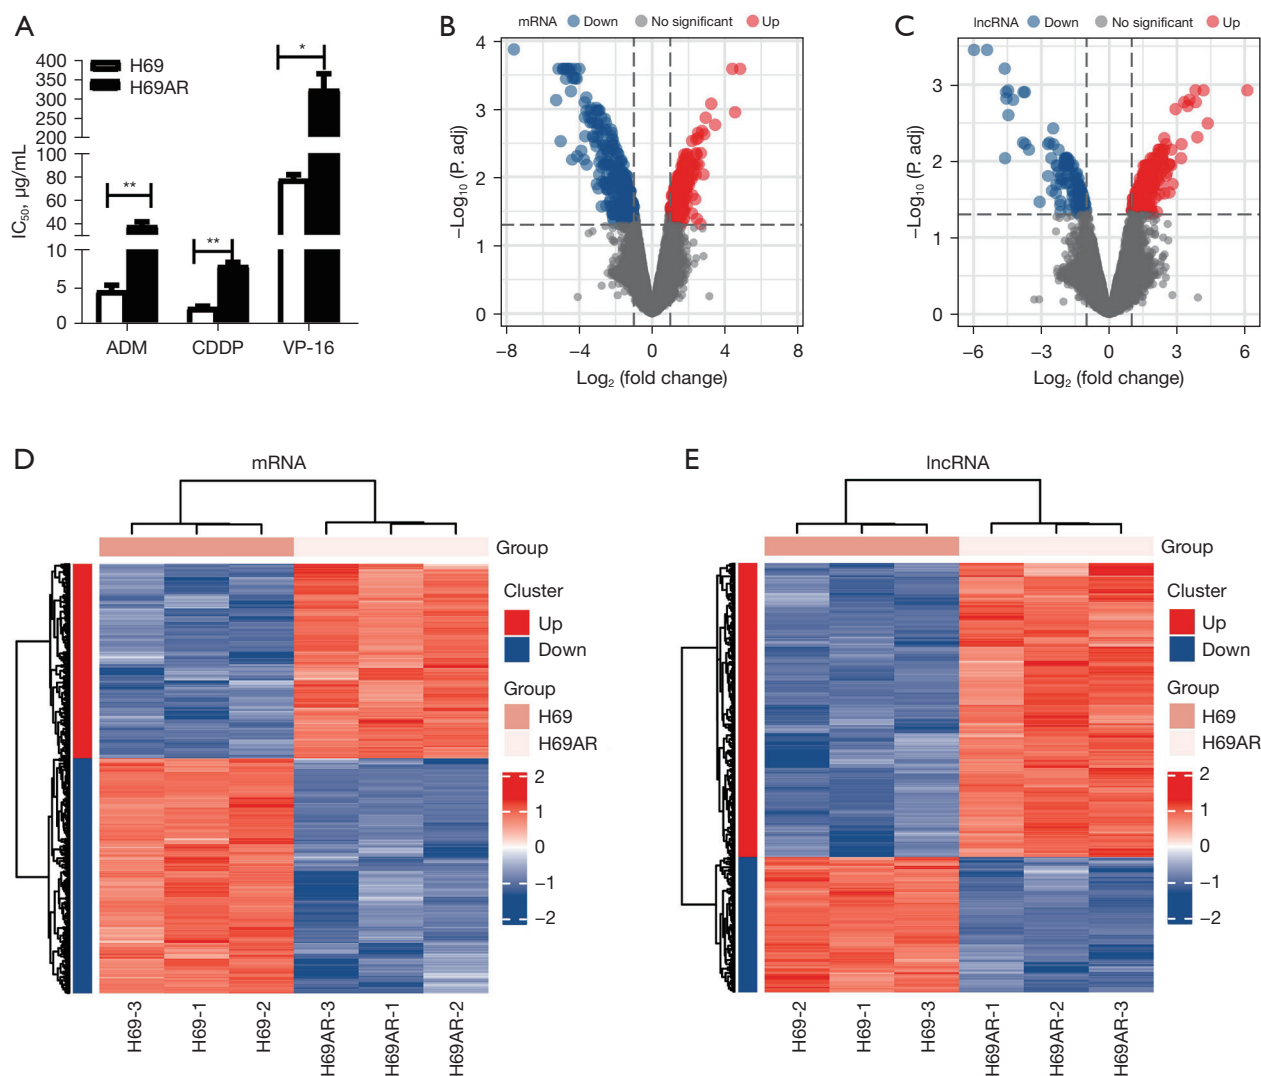 A
H69
H69AR
IC50, µg/mL
400
350
300
250
200
100
80
60
40
10
5
0
**
**
*
ADM
CDDP
VP-16
B
mRNA Down No significant Up
−Log10 (P. adj)
4
3
2
1
0
−8 −4 0 4 8
Log2 (fold change)
C
lncRNA Down No significant Up
−Log10 (P. adj)
3
2
1
0
−6 −3 0 3 6
Log2 (fold change)
D
mRNA
Group
Cluster
Up
Down
Group
H69
H69AR
2
1
0
−1
−2
H69-3
H69-1
H69-2
H69AR-3
H69AR-1
H69AR-2
E
lncRNA
Group
Cluster
Up
Down
Group
H69
H69AR
2
1
0
−1
−2
H69-2
H69-1
H69-3
H69AR-1
H69AR-2
H69AR-3